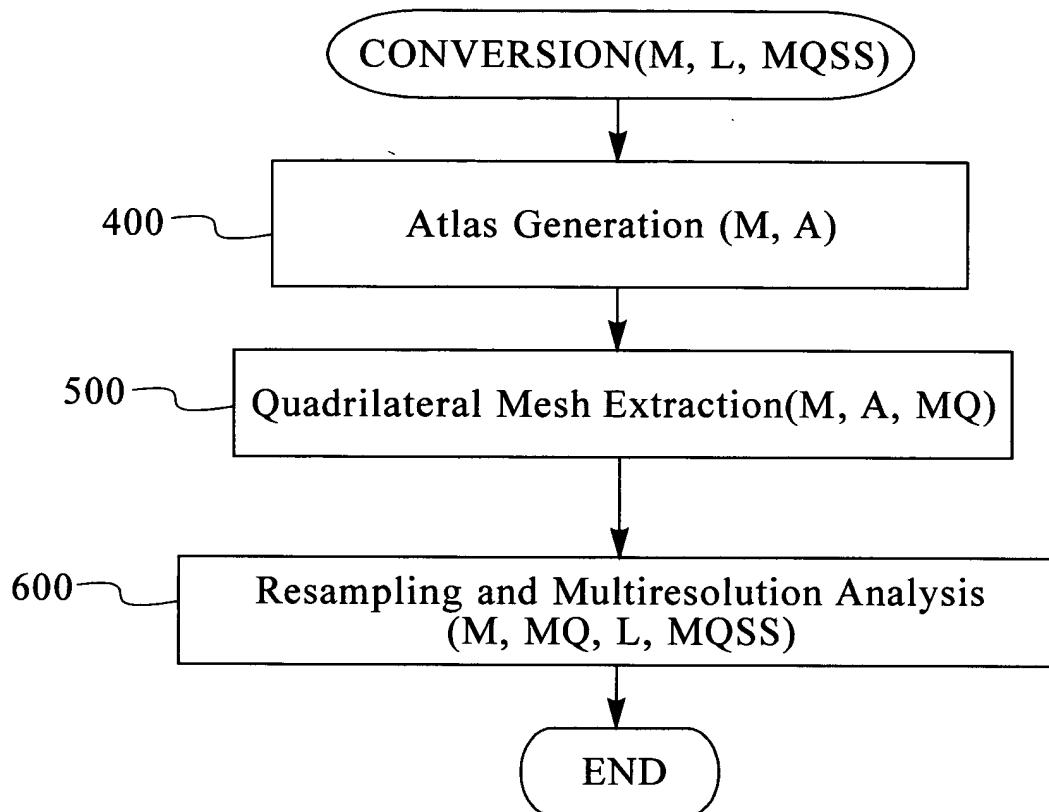 CONVERSION(M, L, MQSS)
400
Atlas Generation (M, A)
500
Quadrilateral Mesh Extraction(M, A, MQ)
600
Resampling and Multiresolution Analysis
(M, MQ, L, MQSS)
END